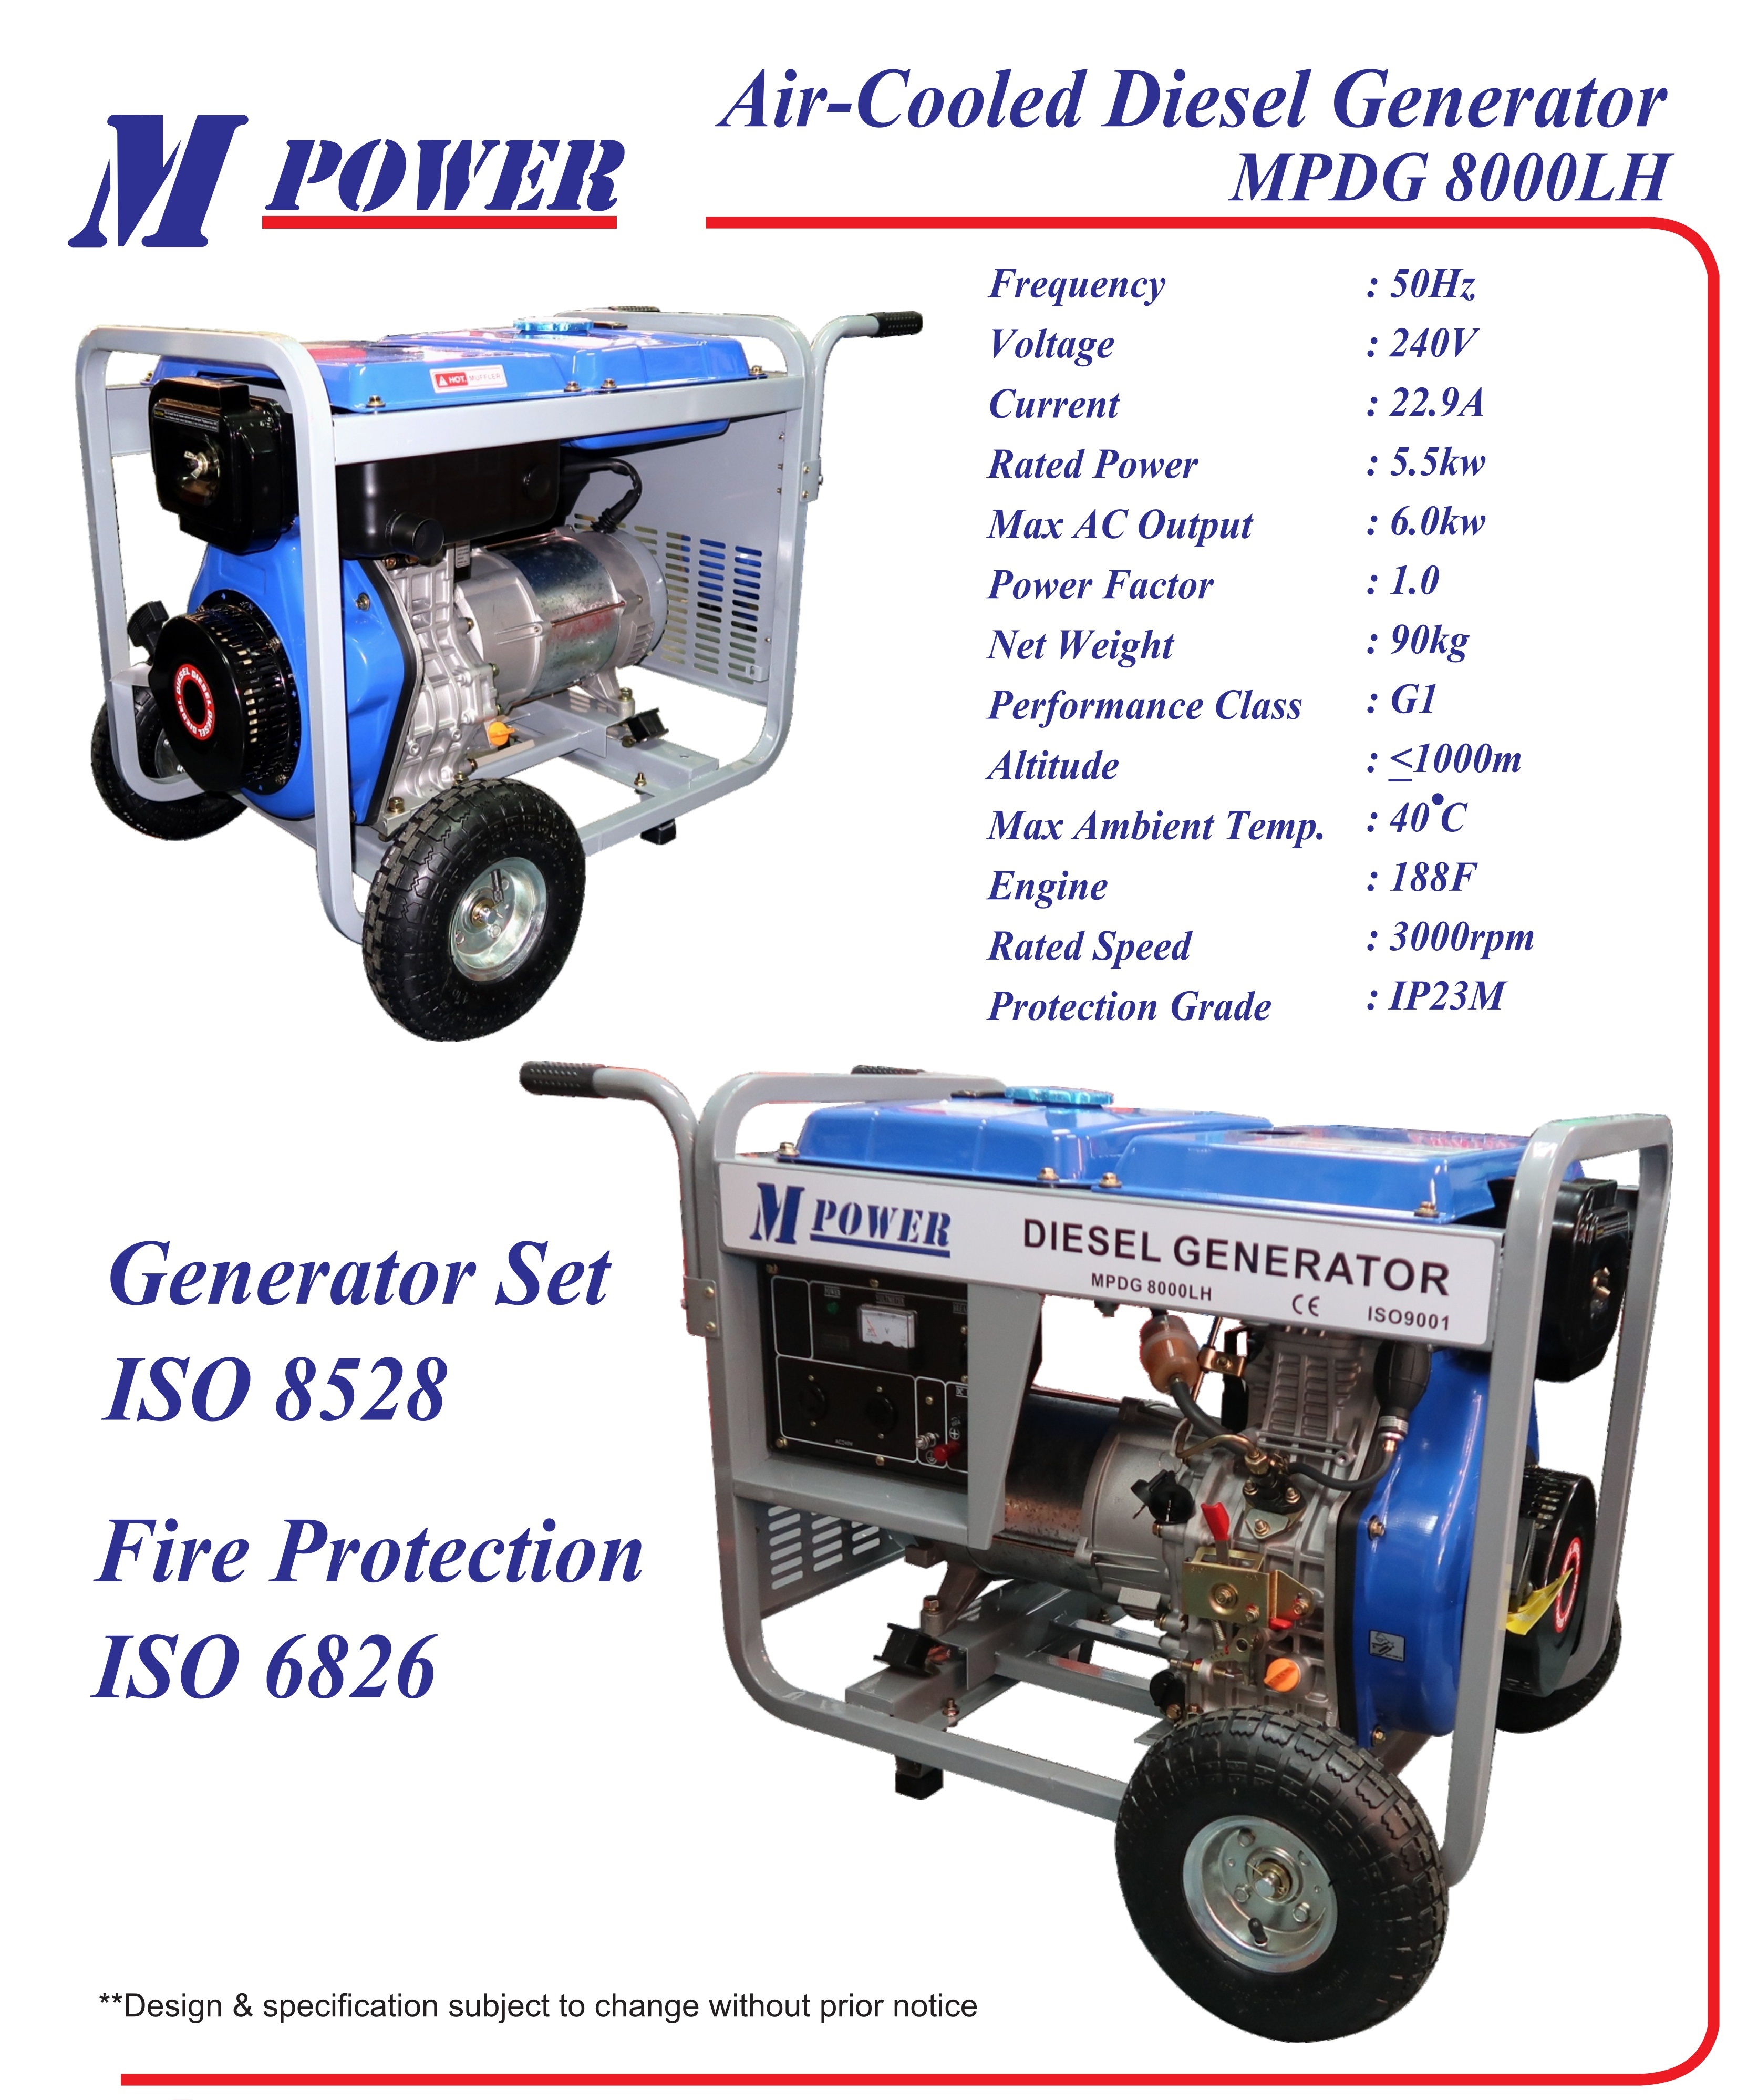 M POWER
Air-Cooled Diesel Generator
MPDG 8000LH
Frequency : 50Hz
Voltage : 240V
Current : 22.9A
Rated Power : 5.5kw
Max AC Output : 6.0kw
Power Factor : 1.0
Net Weight : 90kg
Performance Class : G1
Altitude : ≤1000m
Max Ambient Temp. : 40°C
Engine : 188F
Rated Speed : 3000rpm
Protection Grade : IP23M
HOT MUFFLER
DIESEL DIESEL DIESEL
M POWER
DIESEL GENERATOR
MPDG 8000LH
CE
ISO9001
Generator Set
ISO 8528
Fire Protection
ISO 6826
**Design & specification subject to change without prior notice